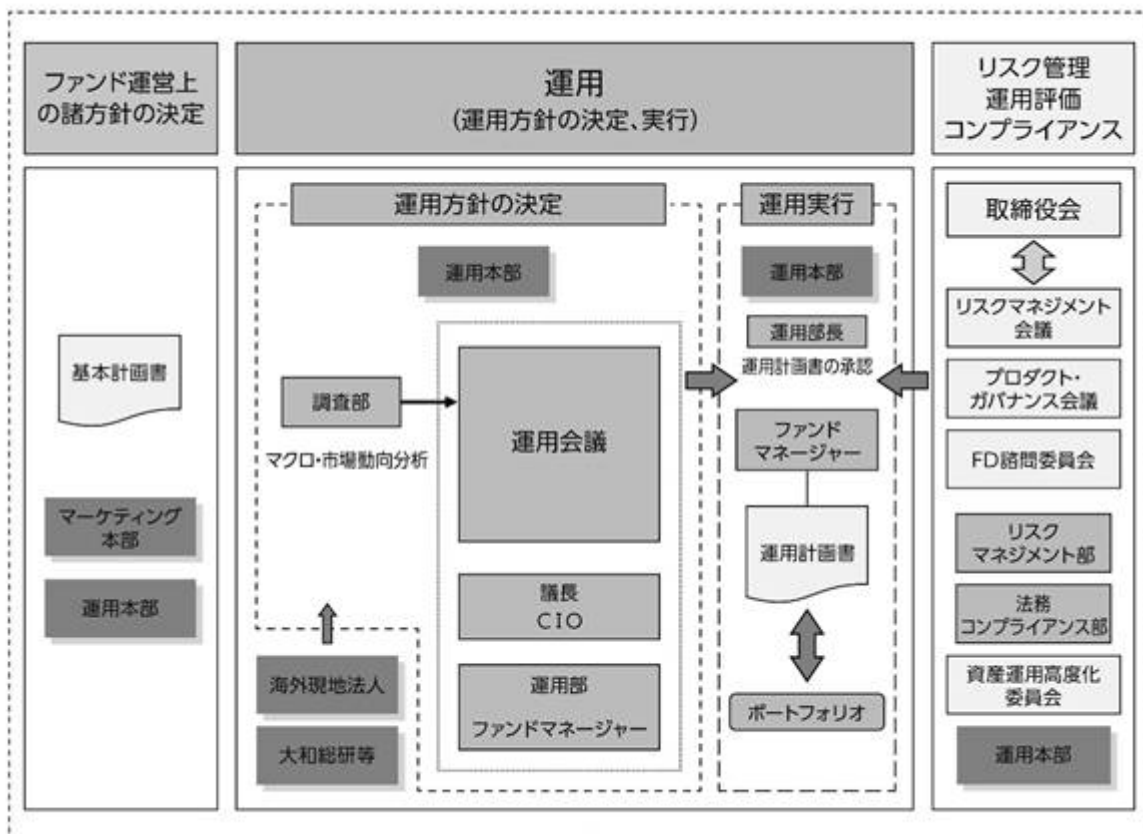 ファンド運営上
の諸方針の決定
運用
(運用方針の決定、実行)
リスク管理
運用評価
コンプライアンス
基本計画書
マーケティング
本部
運用本部
運用方針の決定
運用本部
調査部
マクロ・市場動向分析
運用会議
議長
CIO
運用部
ファンドマネージャー
海外現地法人
大和総研等
運用実行
運用本部
運用部長
運用計画書の承認
ファンド
マネージャー
運用計画書
ポートフォリオ
取締役会
リスクマネジメント
会議
プロダクト・
ガバナンス会議
FD諮問委員会
リスク
マネジメント部
法務
コンプライアンス部
資産運用高度化
委員会
運用本部